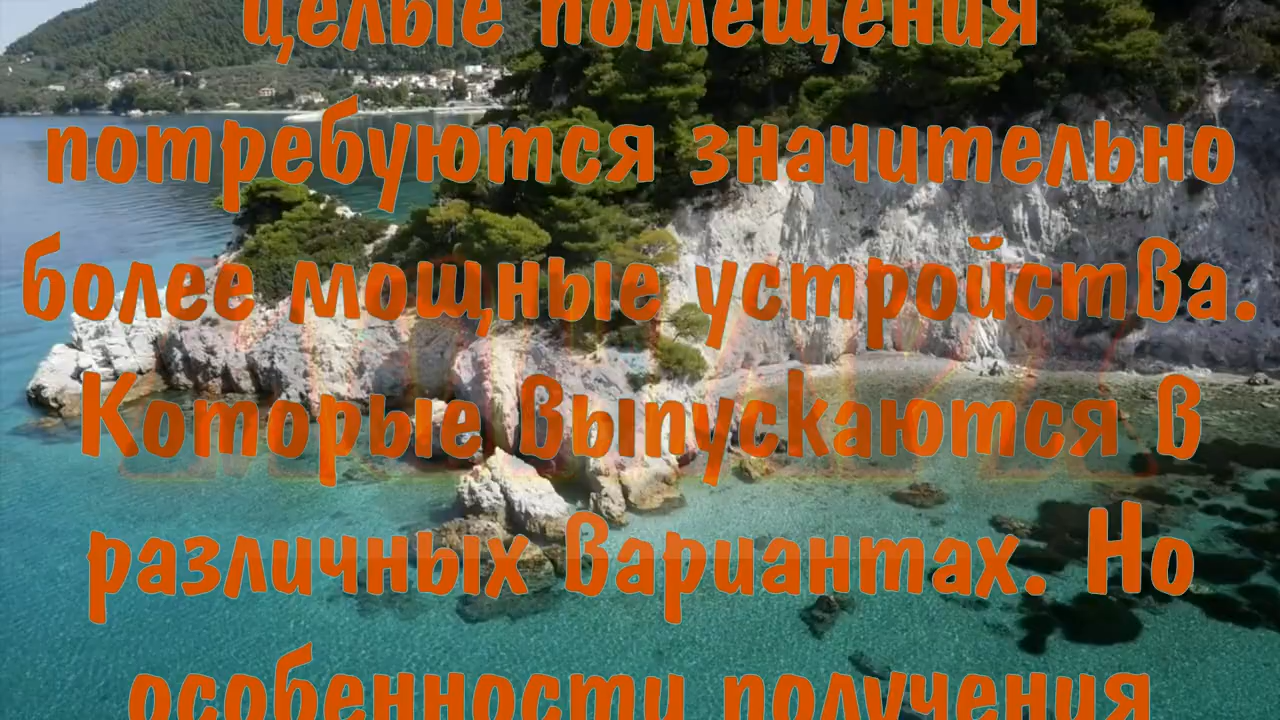 целые помещения
потребуются значительно
более мощные устройства.
Которые выпускаются в
различных вариантах. Но
особенности получения